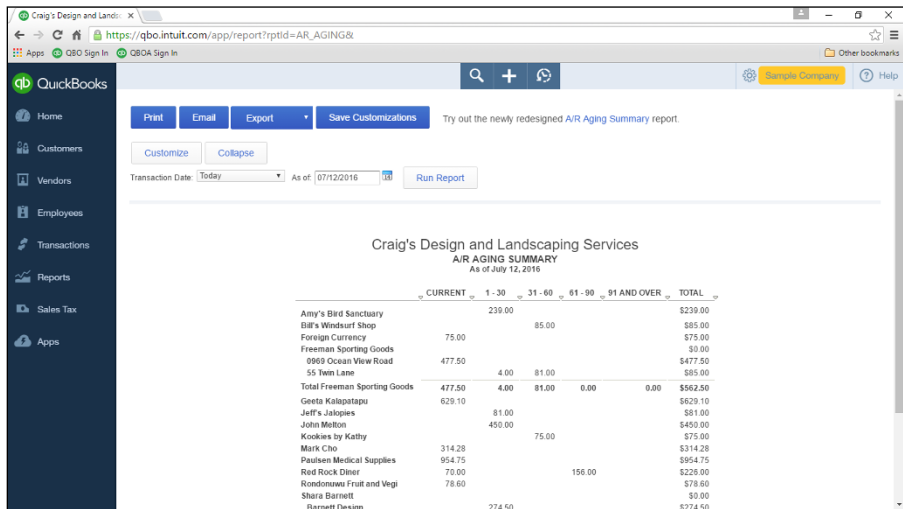 Craig's Design and Landsc
https://qbo.intuit.com/app/report?rptId=AR_AGING&
Apps QBO Sign In QBOA Sign In Other bookmarks
qb QuickBooks Sample Company ? Help
Home
Customers
Vendors
Employees
Transactions
Reports
Sales Tax
Apps
Print Email Export Save Customizations Try out the newly redesigned A/R Aging Summary report.
Customize Collapse
Transaction Date: Today As of: 07/12/2016 Run Report
Craig's Design and Landscaping Services
A/R AGING SUMMARY
As of July 12, 2016
CURRENT 1 - 30 31 - 60 61 - 90 91 AND OVER TOTAL
Amy's Bird Sanctuary 239.00 $239.00
Bill's Windsurf Shop 85.00 $85.00
Foreign Currency 75.00 $75.00
Freeman Sporting Goods $0.00
0969 Ocean View Road 477.50 $477.50
55 Twin Lane 4.00 81.00 $85.00
Total Freeman Sporting Goods 477.50 4.00 81.00 0.00 0.00 $562.50
Geeta Kalapatapu 629.10 $629.10
Jeff's Jalopies 81.00 $81.00
John Melton 450.00 $450.00
Kookies by Kathy 75.00 $75.00
Mark Cho 314.28 $314.28
Paulsen Medical Supplies 954.75 $954.75
Red Rock Diner 70.00 156.00 $226.00
Rondonuwu Fruit and Vegi 78.60 $78.60
Shara Barnett $0.00
Barnett Design 274.50 $274.50